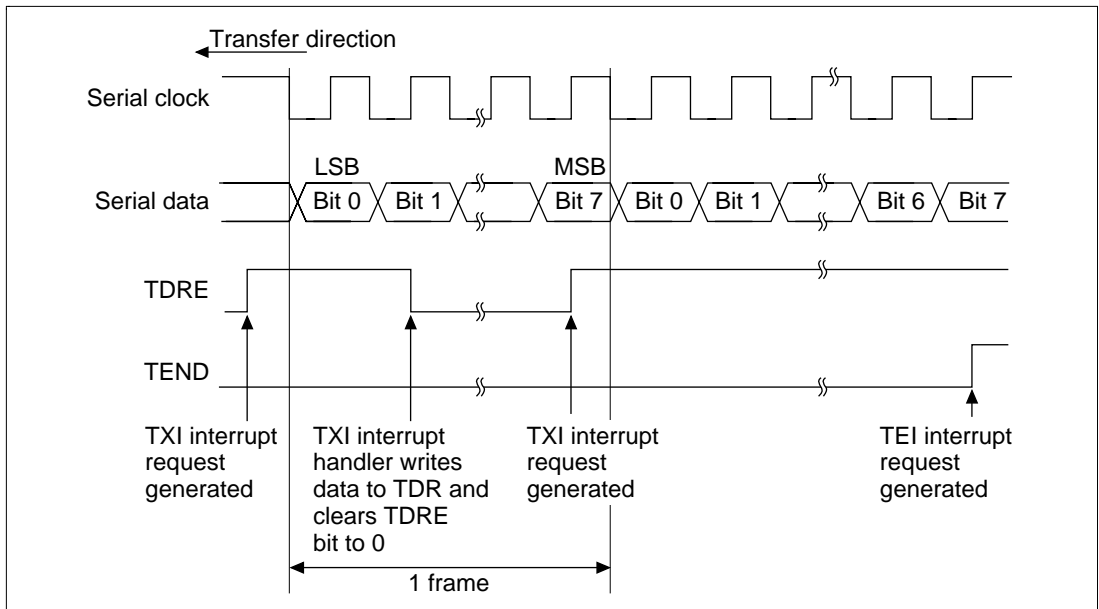 Transfer direction
Serial clock
LSB
MSB
Serial data
Bit 0
Bit 1
Bit 7
Bit 0
Bit 1
Bit 6
Bit 7
TDRE
TEND
TXI interrupt
request
generated
TXI interrupt
handler writes
data to TDR and
clears TDRE
bit to 0
TXI interrupt
request
generated
TEI interrupt
request
generated
1 frame